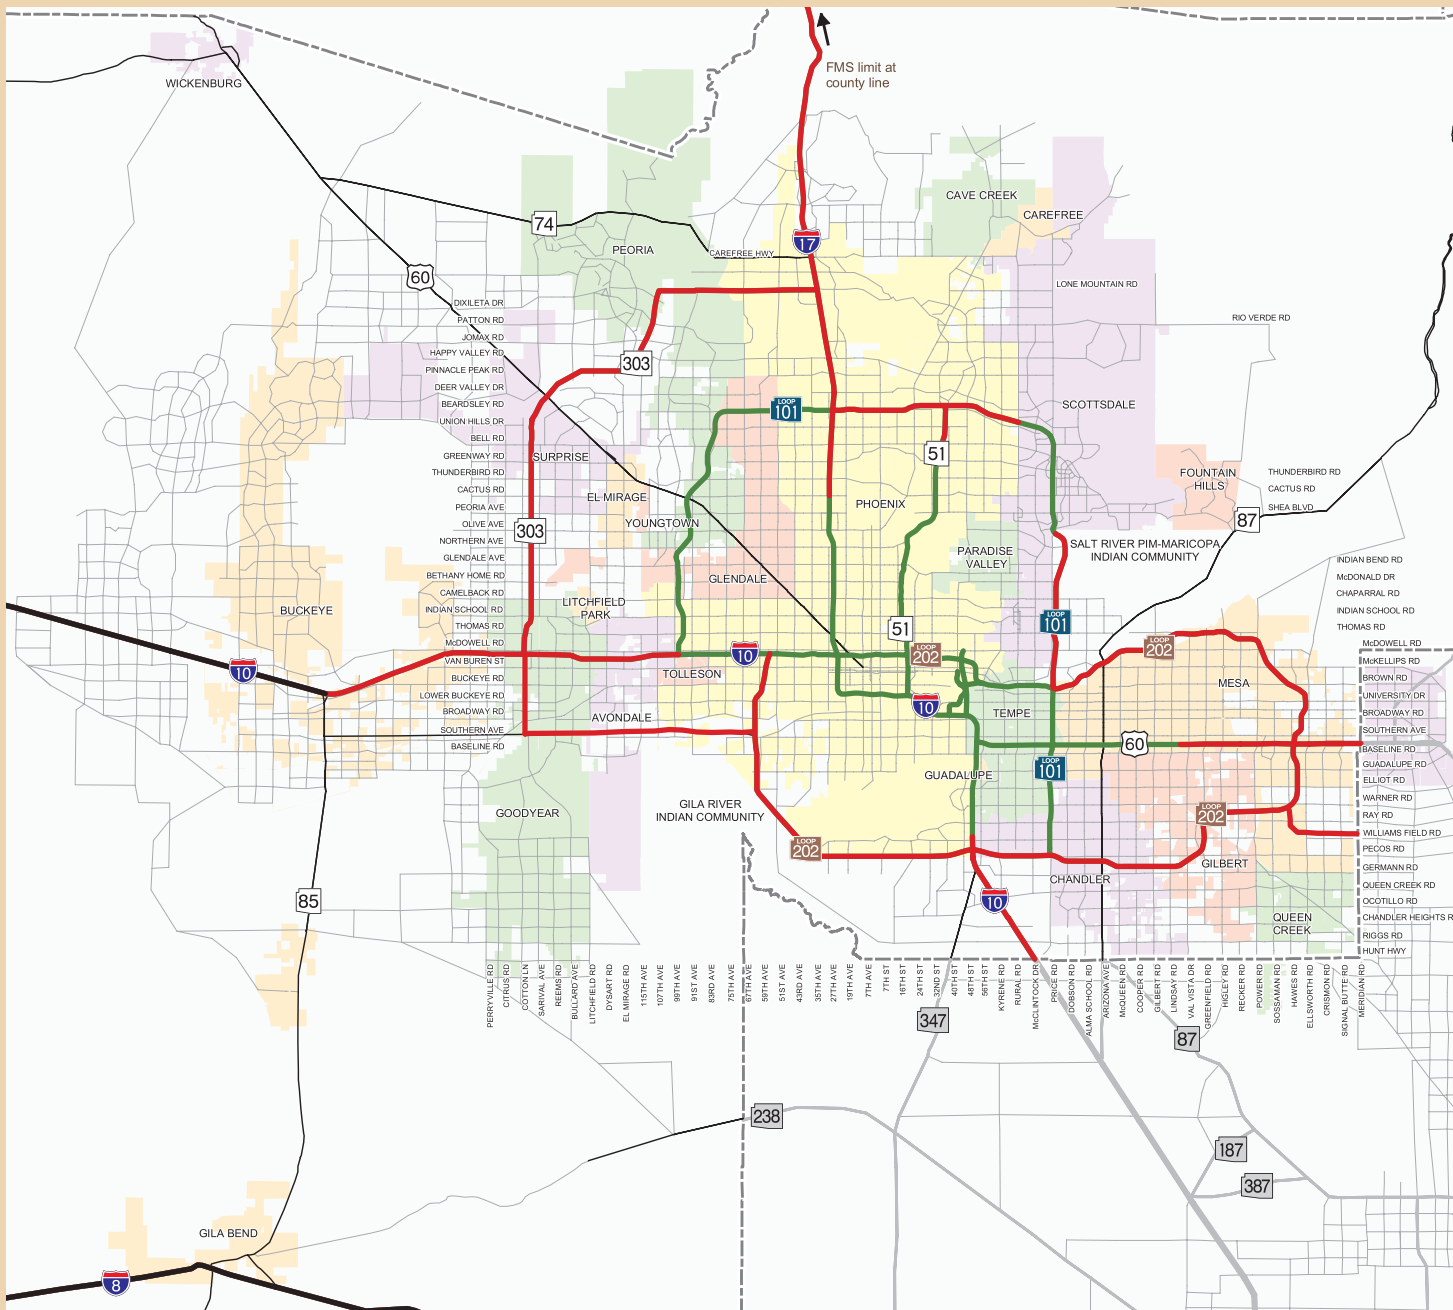 FMS limit at
county line
WICKENBURG
74
PEORIA
CAREFREE HWY
17
CAVE CREEK
CAREFREE
60
LONE MOUNTAIN RD
RIO VERDE RD
DIXILETA DR
PATTON RD
JOMAX RD
HAPPY VALLEY RD
PINNACLE PEAK RD
DEER VALLEY DR
BEARDSLEY RD
UNION HILLS DR
BELL RD
GREENWAY RD
THUNDERBIRD RD
CACTUS RD
PEORIA AVE
OLIVE AVE
NORTHERN AVE
GLENDALE AVE
BETHANY HOME RD
CAMELBACK RD
INDIAN SCHOOL RD
THOMAS RD
McDOWELL RD
VAN BUREN ST
BUCKEYE RD
LOWER BUCKEYE RD
BROADWAY RD
SOUTHERN AVE
BASELINE RD
303
LOOP
101
SCOTTSDALE
51
SURPRISE
EL MIRAGE
YOUNGTOWN
PHOENIX
FOUNTAIN
HILLS
THUNDERBIRD RD
CACTUS RD
SHEA BLVD
87
303
PARADISE
VALLEY
SALT RIVER PIM-MARICOPA
INDIAN COMMUNITY
GLENDALE
LITCHFIELD
PARK
BUCKEYE
51
LOOP
101
LOOP
202
LOOP
202
10
10
TOLLESON
10
AVONDALE
TEMPE
MESA
60
GUADALUPE
LOOP
101
GOODYEAR
GILA RIVER
INDIAN COMMUNITY
LOOP
202
LOOP
202
GILBERT
CHANDLER
10
85
QUEEN
CREEK
INDIAN BEND RD
McDONALD DR
CHAPARRAL RD
INDIAN SCHOOL RD
THOMAS RD
McDOWELL RD
McKELLIPS RD
BROWN RD
UNIVERSITY DR
BROADWAY RD
SOUTHERN AVE
BASELINE RD
GUADALUPE RD
ELLIOT RD
WARNER RD
RAY RD
WILLIAMS FIELD RD
PECOS RD
GERMANN RD
QUEEN CREEK RD
OCOTILLO RD
CHANDLER HEIGHTS R
RIGGS RD
HUNT HWY
PERRYVILLE RD
CITRUS RD
COTTON LN
SARIVAL AVE
REEMS RD
BULLARD AVE
LITCHFIELD RD
DYSART RD
EL MIRAGE RD
115TH AVE
107TH AVE
99TH AVE
91ST AVE
83RD AVE
75TH AVE
67TH AVE
59TH AVE
51ST AVE
43RD AVE
35TH AVE
27TH AVE
19TH AVE
7TH AVE
7TH ST
16TH ST
24TH ST
32ND ST
40TH ST
48TH ST
56TH ST
KYRENE RD
RURAL RD
McCLINTOCK DR
PRICE RD
DOBSON RD
ALMA SCHOOL RD
ARIZONA AVE
McQUEEN RD
COOPER RD
GILBERT RD
LINDSAY RD
VAL VISTA DR
GREENFIELD RD
HIGLEY RD
RECKER RD
POWER RD
SOSSAMAN RD
HAWES RD
ELLSWORTH RD
CRISMON RD
SIGNAL BUTTE RD
MERIDIAN RD
347
87
238
187
387
GILA BEND
8